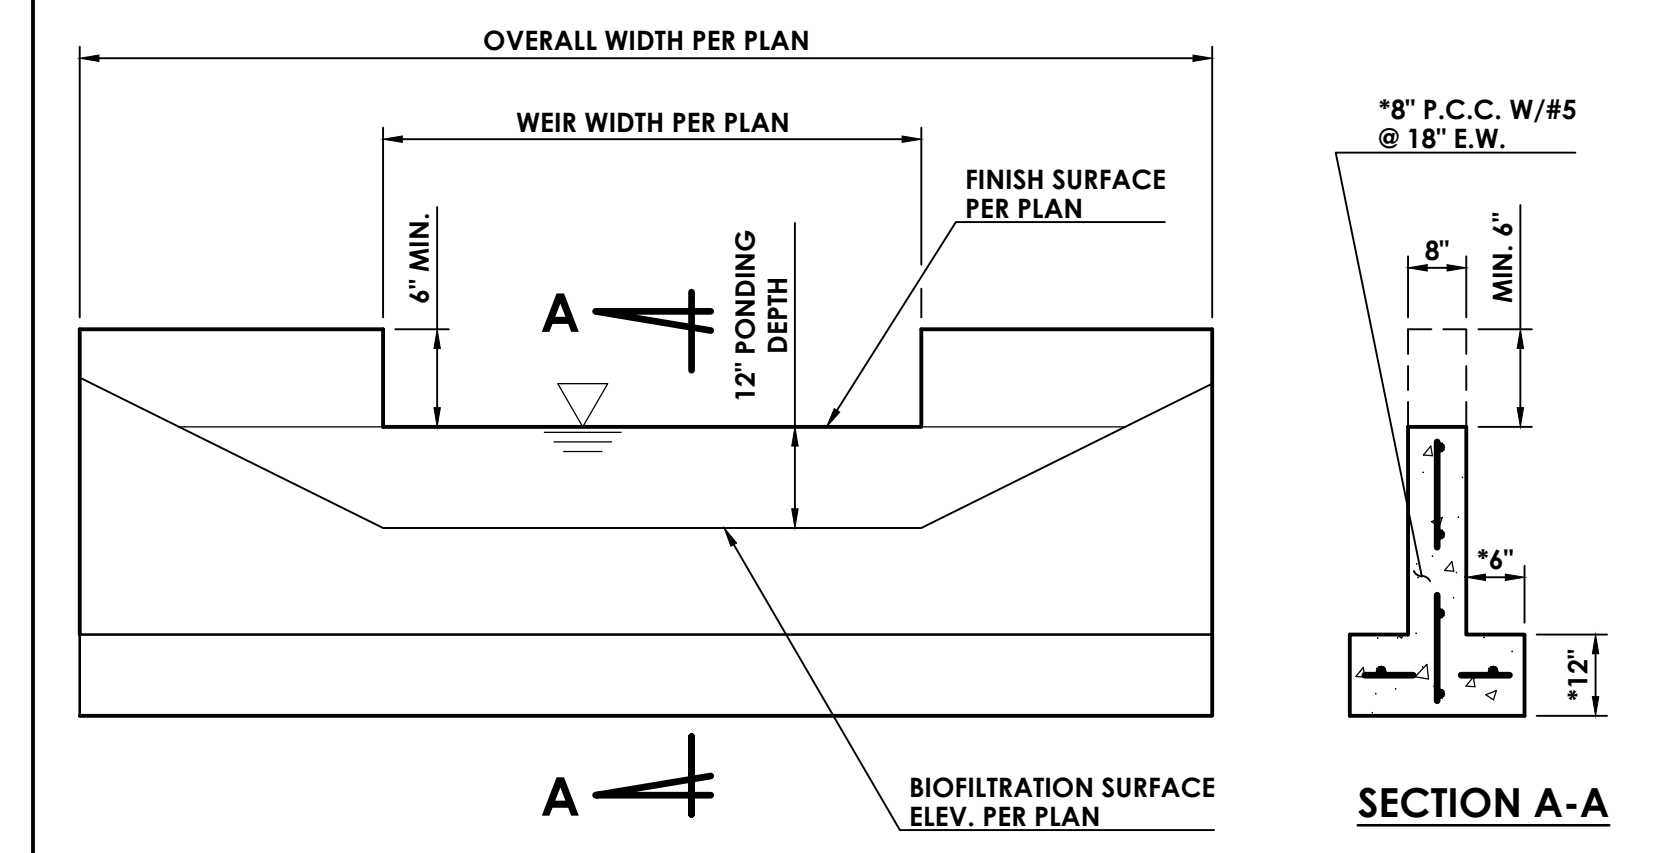 OVERALL WIDTH PER PLAN
WEIR WIDTH PER PLAN
FINISH SURFACE
PER PLAN
6" MIN.
A
12" PONDING
DEPTH
A
BIOFILTRATION SURFACE
ELEV. PER PLAN
*8" P.C.C. W/#5
@ 18" E.W.
8"
MIN. 6"
*6"
*12"
SECTION A-A